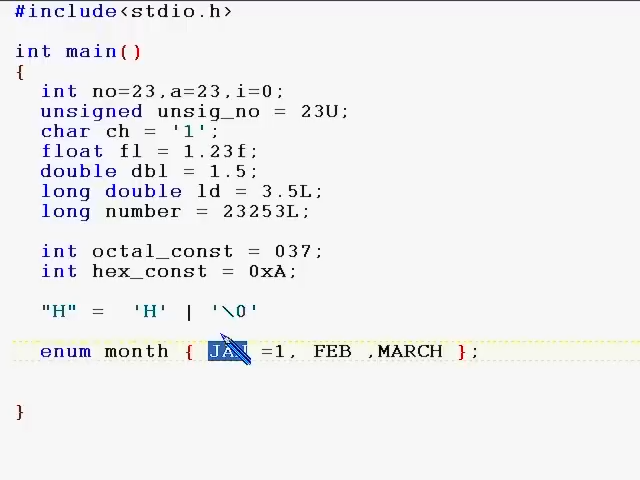 #include<stdio.h>
int main()
{
int no=23,a=23,i=0;
unsigned unsig_no = 23U;
char ch = '1';
float fl = 1.23f;
double dbl = 1.5;
long double ld = 3.5L;
long number = 23253L;
int octal_const = 037;
int hex_const = 0xA;
"H" = 'H' | '\0'
enum month { JAN =1, FEB ,MARCH };
}